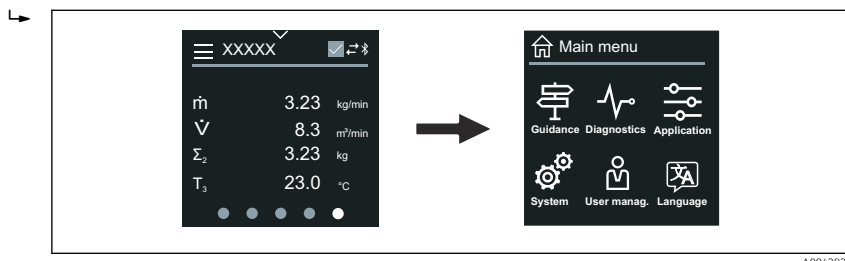 XXXXX
ṁ 3.23 kg/min
V̇ 8.3 m³/min
Σ₂ 3.23 kg
T₃ 23.0 °C
Main menu
Guidance Diagnostics Application
System User manag. Language